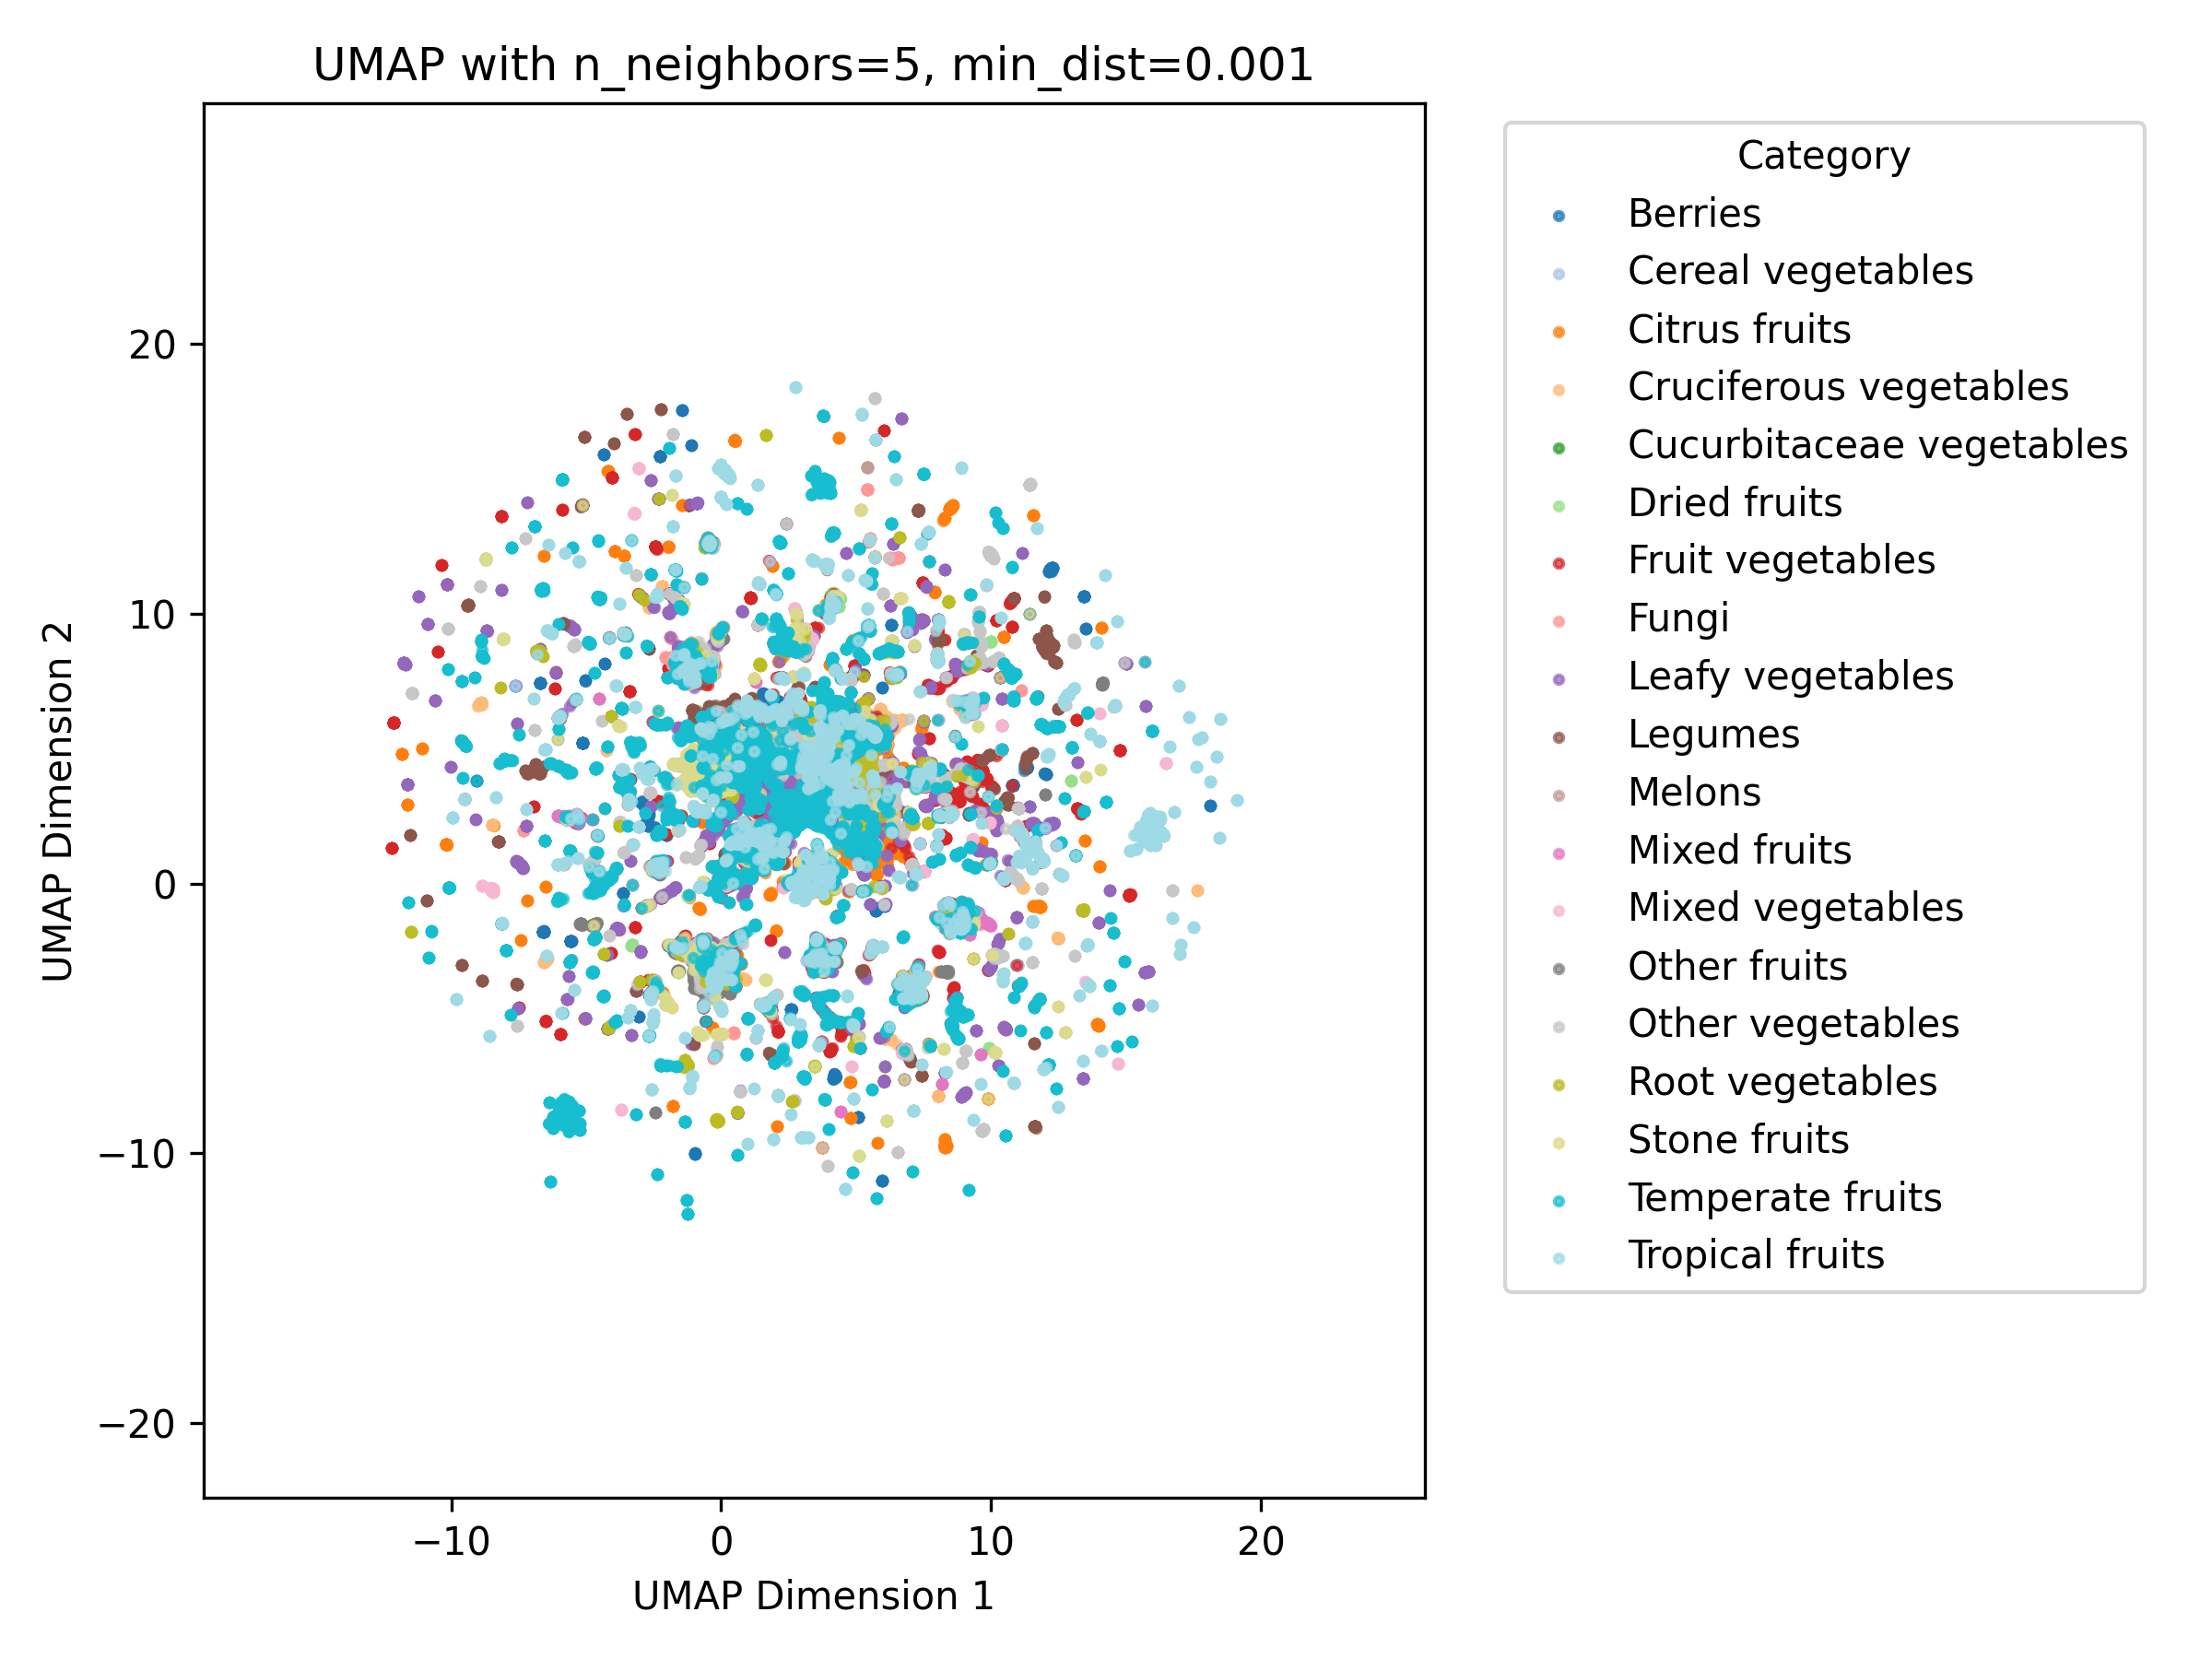 UMAP with n_neighbors=5, min_dist=0.001
Category
Berries
Cereal vegetables
Citrus fruits
Cruciferous vegetables
Cucurbitaceae vegetables
Dried fruits
Fruit vegetables
Fungi
Leafy vegetables
Legumes
Melons
Mixed fruits
Mixed vegetables
Other fruits
Other vegetables
Root vegetables
Stone fruits
Temperate fruits
Tropical fruits
UMAP Dimension 2
20
10
0
−10
−20
−10 0 10 20
UMAP Dimension 1